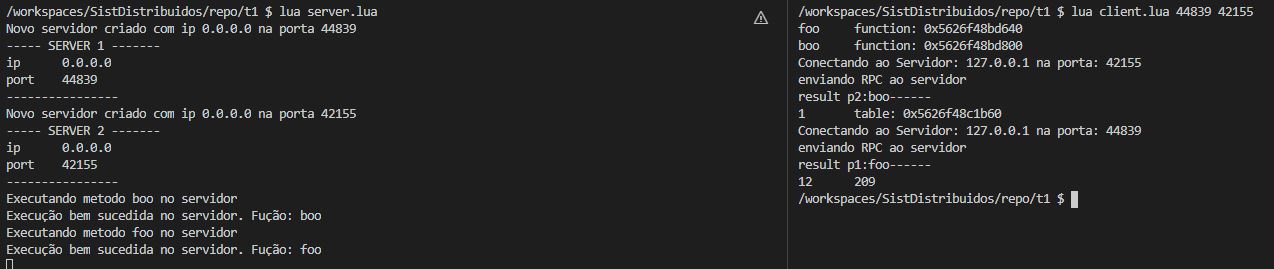 /workspaces/SistDistribuidos/repo/t1 $ lua server.lua
Novo servidor criado com ip 0.0.0.0 na porta 44839
----- SERVER 1 -------
ip      0.0.0.0
port    44839
----------------
Novo servidor criado com ip 0.0.0.0 na porta 42155
----- SERVER 2 -------
ip      0.0.0.0
port    42155
----------------
Executando metodo boo no servidor
Execução bem sucedida no servidor. Fução: boo
Executando metodo foo no servidor
Execução bem sucedida no servidor. Fução: foo
/workspaces/SistDistribuidos/repo/t1 $ lua client.lua 44839 42155
foo     function: 0x5626f48bd640
boo     function: 0x5626f48bd800
Conectando ao Servidor: 127.0.0.1 na porta: 42155
enviando RPC ao servidor
result p2:boo------
1       table: 0x5626f48c1b60
Conectando ao Servidor: 127.0.0.1 na porta: 44839
enviando RPC ao servidor
result p1:foo------
12      209
/workspaces/SistDistribuidos/repo/t1 $